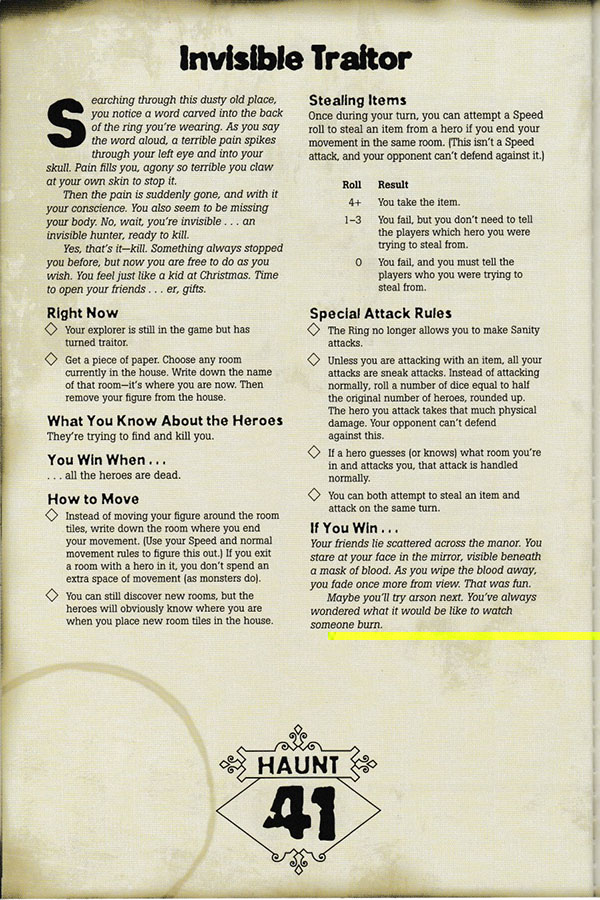 Invisible Traitor
Searching through this dusty old place,
you notice a word carved into the back
of the ring you're wearing. As you say
the word aloud, a terrible pain spikes
through your left eye and into your
skull. Pain fills you, agony so terrible you claw
at your own skin to stop it.
Then the pain is suddenly gone, and with it
your conscience. You also seem to be missing
your body. No, wait, you're invisible . . . an
invisible hunter, ready to kill.
Yes, that's it—kill. Something always stopped
you before, but now you are free to do as you
wish. You feel just like a kid at Christmas. Time
to open your friends . . . er, gifts.
Right Now
Your explorer is still in the game but has
turned traitor.
Get a piece of paper. Choose any room
currently in the house. Write down the name
of that room—it's where you are now. Then
remove your figure from the house.
What You Know About the Heroes
They're trying to find and kill you.
You Win When . . .
. . . all the heroes are dead.
How to Move
Instead of moving your figure around the room
tiles, write down the room where you end
your movement. (Use your Speed and normal
movement rules to figure this out.) If you exit
a room with a hero in it, you don't spend an
extra space of movement (as monsters do).
You can still discover new rooms, but the
heroes will obviously know where you are
when you place new room tiles in the house.
Stealing Items
Once during your turn, you can attempt a Speed
roll to steal an item from a hero if you end your
movement in the same room. (This isn't a Speed
attack, and your opponent can't defend against it.)
Roll Result
4+ You take the item.
1–3 You fail, but you don't need to tell
the players which hero you were
trying to steal from.
0 You fail, and you must tell the
players who you were trying to
steal from.
Special Attack Rules
The Ring no longer allows you to make Sanity
attacks.
Unless you are attacking with an item, all your
attacks are sneak attacks. Instead of attacking
normally, roll a number of dice equal to half
the original number of heroes, rounded up.
The hero you attack takes that much physical
damage. Your opponent can't defend
against this.
If a hero guesses (or knows) what room you're
in and attacks you, that attack is handled
normally.
You can both attempt to steal an item and
attack on the same turn.
If You Win . . .
Your friends lie scattered across the manor. You
stare at your face in the mirror, visible beneath
a mask of blood. As you wipe the blood away,
you fade once more from view. That was fun.
Maybe you'll try arson next. You've always
wondered what it would be like to watch
someone burn.
HAUNT
41